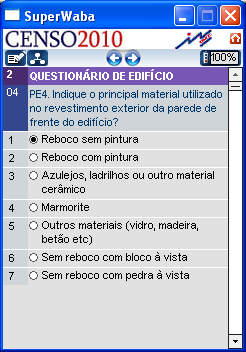 SuperWaba
CENSO2010
100%
2 QUESTIONÁRIO DE EDIFÍCIO
04 PE4. Indique o principal material utilizado
no revestimento exterior da parede de
frente do edifício?
1 Reboco sem pintura
2 Reboco com pintura
3 Azulejos, ladrilhos ou outro material
cerâmico
4 Marmorite
5 Outros materiais (vidro, madeira,
betão etc)
6 Sem reboco com bloco à vista
7 Sem reboco com pedra à vista